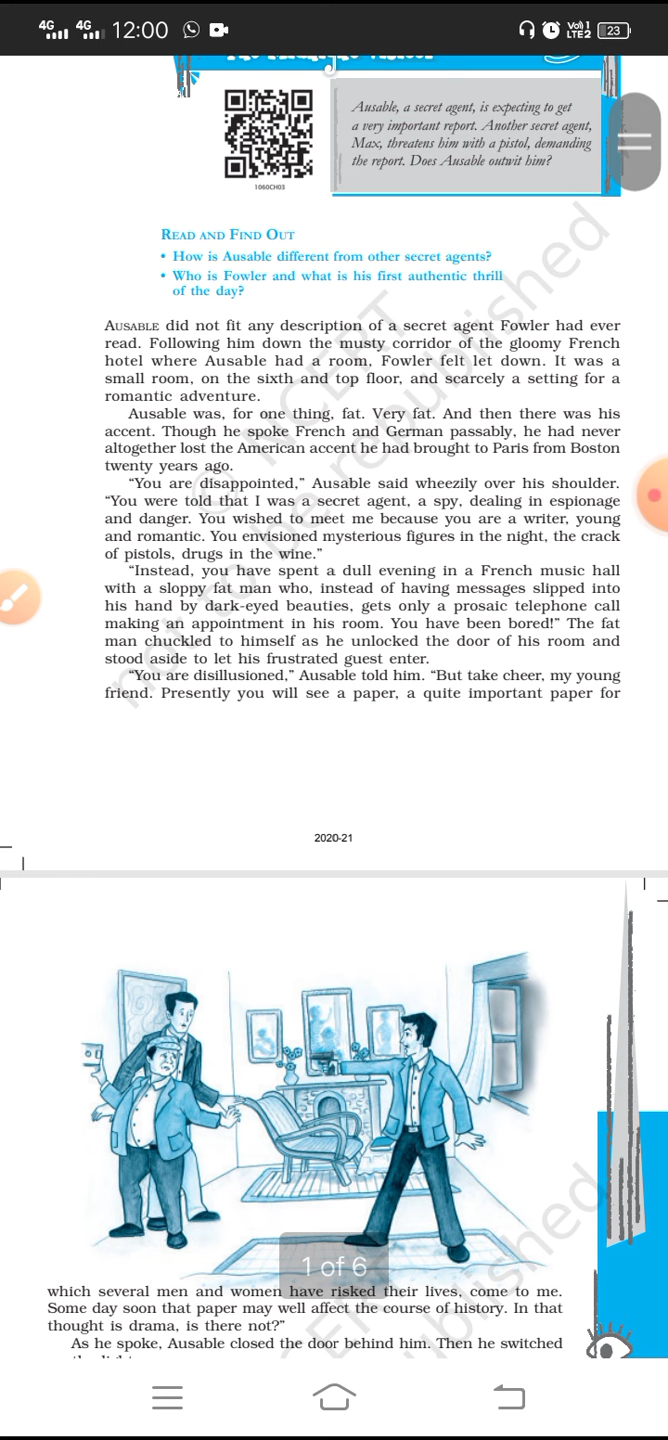 4G 4G 12:00 Vol) 1 LTE2 23
1060CH03
Ausable, a secret agent, is expecting to get
a very important report. Another secret agent,
Max, threatens him with a pistol, demanding
the report. Does Ausable outwit him?
READ AND FIND OUT
• How is Ausable different from other secret agents?
• Who is Fowler and what is his first authentic thrill
of the day?
AUSABLE did not fit any description of a secret agent Fowler had ever
read. Following him down the musty corridor of the gloomy French
hotel where Ausable had a room, Fowler felt let down. It was a
small room, on the sixth and top floor, and scarcely a setting for a
romantic adventure.
Ausable was, for one thing, fat. Very fat. And then there was his
accent. Though he spoke French and German passably, he had never
altogether lost the American accent he had brought to Paris from Boston
twenty years ago.
“You are disappointed,” Ausable said wheezily over his shoulder.
“You were told that I was a secret agent, a spy, dealing in espionage
and danger. You wished to meet me because you are a writer, young
and romantic. You envisioned mysterious figures in the night, the crack
of pistols, drugs in the wine.”
“Instead, you have spent a dull evening in a French music hall
with a sloppy fat man who, instead of having messages slipped into
his hand by dark-eyed beauties, gets only a prosaic telephone call
making an appointment in his room. You have been bored!” The fat
man chuckled to himself as he unlocked the door of his room and
stood aside to let his frustrated guest enter.
“You are disillusioned,” Ausable told him. “But take cheer, my young
friend. Presently you will see a paper, a quite important paper for
© NCERT
not to be republished
2020-21
1 of 6
which several men and women have risked their lives, come to me.
Some day soon that paper may well affect the course of history. In that
thought is drama, is there not?”
As he spoke, Ausable closed the door behind him. Then he switched